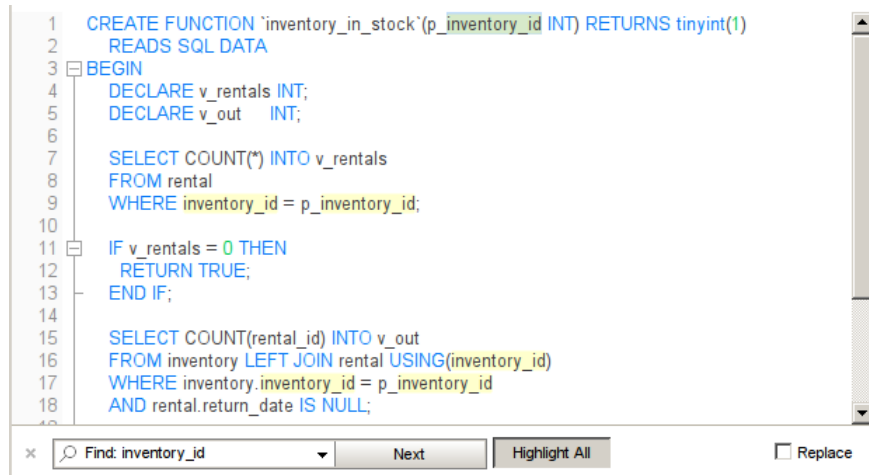 1 CREATE FUNCTION `inventory_in_stock`(p_inventory_id INT) RETURNS tinyint(1)
2 READS SQL DATA
3 BEGIN
4 DECLARE v_rentals INT;
5 DECLARE v_out INT;
6
7 SELECT COUNT(*) INTO v_rentals
8 FROM rental
9 WHERE inventory_id = p_inventory_id;
10
11 IF v_rentals = 0 THEN
12 RETURN TRUE;
13 END IF;
14
15 SELECT COUNT(rental_id) INTO v_out
16 FROM inventory LEFT JOIN rental USING(inventory_id)
17 WHERE inventory.inventory_id = p_inventory_id
18 AND rental.return_date IS NULL;
Find: inventory_id Next Highlight All Replace